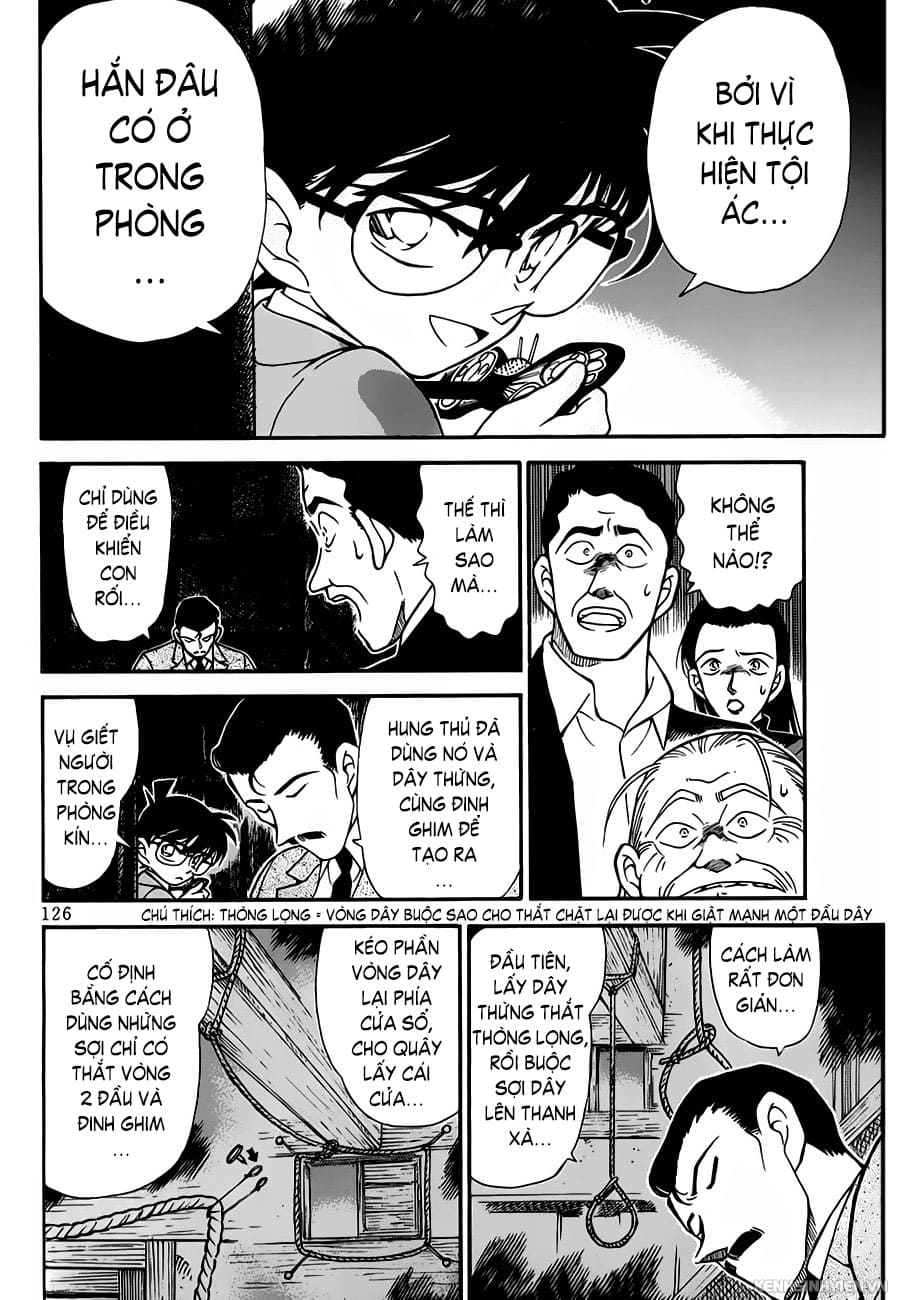 BỞI VÌ
KHI THỰC
HIỆN TỘI
ÁC...
HẮN ĐÂU
CÓ Ở
TRONG
PHÒNG
...
KHÔNG
THỂ
NÀO!?
THẾ THÌ
LÀM
SAO
MÀ...
CHỈ DÙNG
ĐỂ ĐIỀU
KHIỂN
CON
RỐI...
HUNG THỦ ĐÃ
DÙNG NÓ VÀ
DÂY THỪNG,
CÙNG ĐINH
GHIM ĐỂ
TẠO RA
...
VỤ GIẾT
NGƯỜI
TRONG
PHÒNG
KÍN...
126
CHÚ THÍCH: THÒNG LỌNG = VÒNG DÂY BUỘC SAO CHO THẮT CHẶT LẠI ĐƯỢC KHI GIẬT MẠNH MỘT ĐẦU DÂY
CÁCH LÀM
RẤT ĐƠN
GIẢN...
ĐẦU TIÊN,
LẤY DÂY
THỪNG THẮT
THÒNG LỌNG,
RỒI BUỘC
SỢI DÂY
LÊN THANH
XÀ...
KÉO PHẦN
VÒNG DÂY
LẠI PHÍA
CỬA SỔ,
CHO QUÂY
LẤY CÁI
CỬA...
CỐ ĐỊNH
BẰNG CÁCH
DÙNG NHỮNG
SỢI CHỈ CÓ
THẮT VÒNG
2 ĐẦU VÀ
ĐINH GHIM
...